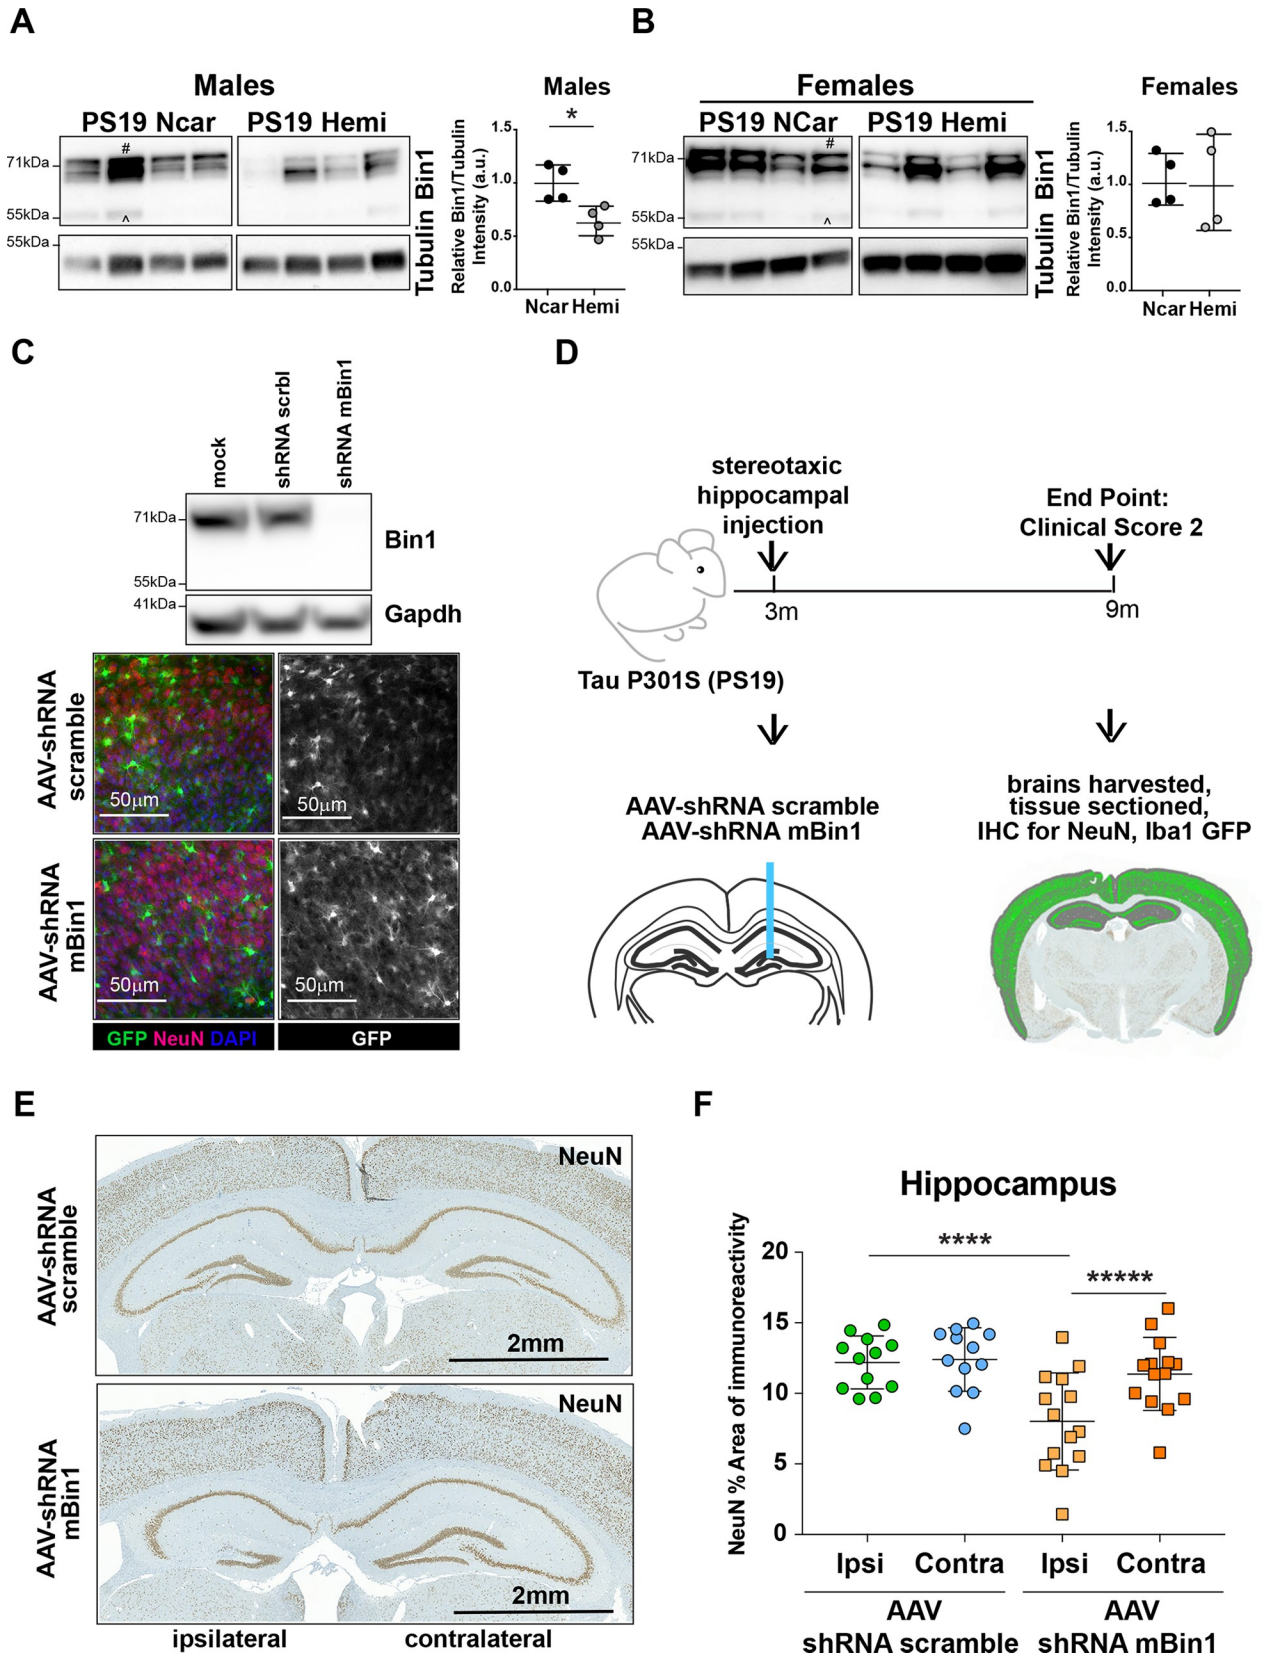 A
Males
PS19 Ncar
PS19 Hemi
#
71kDa
^
55kDa
55kDa
Bin1
Tubulin
Males
*
Relative Bin1/Tubulin
Intensity (a.u.)
1.5
1.0
0.5
0.0
Ncar Hemi
B
Females
PS19 NCar
PS19 Hemi
#
71kDa
^
55kDa
55kDa
Bin1
Tubulin
Females
Relative Bin1/Tubulin
Intensity (a.u.)
1.5
1.0
0.5
0.0
Ncar Hemi
C
mock
shRNA scrbl
shRNA mBin1
71kDa
Bin1
55kDa
41kDa
Gapdh
AAV-shRNA
scramble
50μm
50μm
AAV-shRNA
mBin1
50μm
50μm
GFP NeuN DAPI
GFP
D
stereotaxic
hippocampal
injection
End Point:
Clinical Score 2
3m
9m
Tau P301S (PS19)
AAV-shRNA scramble
AAV-shRNA mBin1
brains harvested,
tissue sectioned,
IHC for NeuN, Iba1 GFP
E
AAV-shRNA
scramble
NeuN
2mm
AAV-shRNA
mBin1
NeuN
2mm
ipsilateral
contralateral
F
Hippocampus
NeuN % Area of immunoreactivity
20
15
10
5
0
****
*****
Ipsi
Contra
Ipsi
Contra
AAV
shRNA scramble
AAV
shRNA mBin1